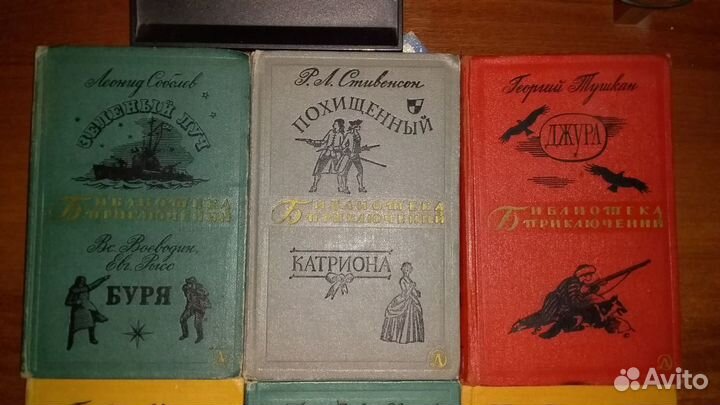 Леонид Соболев
ЗЕЛЕНЫЙ ЛУЧ
БИБЛИОТЕКА
ПРИКЛЮЧЕНИЙ
Вс. Воеводин,
Евг. Рысс
БУРЯ
Р. Л. Стивенсон
ПОХИЩЕННЫЙ
БИБЛИОТЕКА
ПРИКЛЮЧЕНИЙ
КАТРИОНА
Георгий Тушкан
ДЖУРА
БИБЛИОТЕКА
ПРИКЛЮЧЕНИЙ
Avito